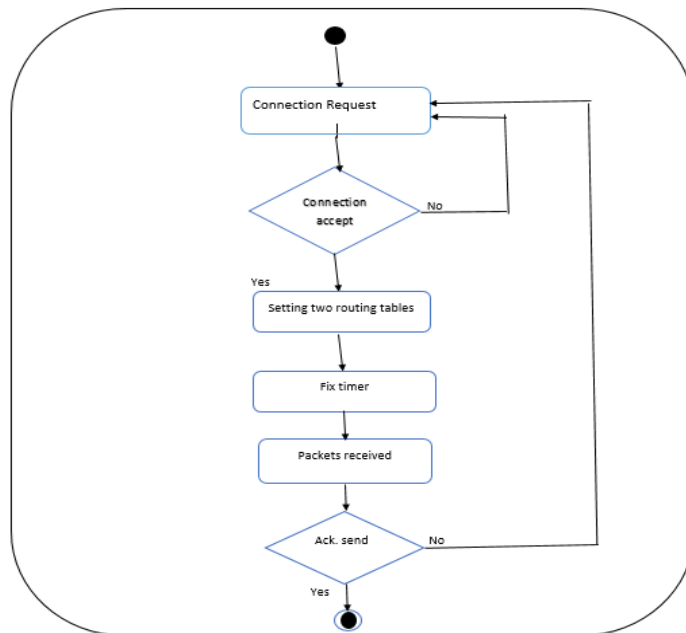 Connection Request
Connection
accept
No
Yes
Setting two routing tables
Fix timer
Packets received
Ack. send
No
Yes